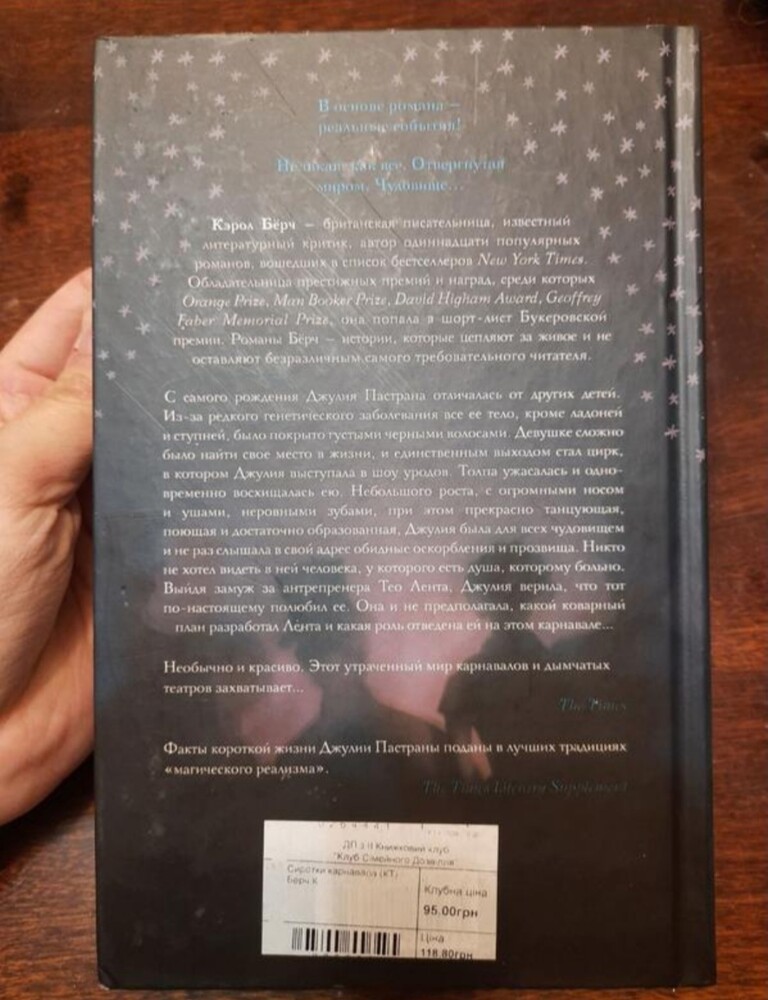 В основе романа –
реальные события!
Не такая, как все. Отвергнутая
миром. Чудовище…
Кэрол Бёрч – британская писательница, известный
литературный критик, автор одиннадцати популярных
романов, вошедших в список бестселлеров New York Times.
Обладательница престижных премий и наград, среди которых
Orange Prize, Man Booker Prize, David Higham Award, Geoffrey
Faber Memorial Prize, она попала в шорт-лист Букеровской
премии. Романы Бёрч – истории, которые цепляют за живое и не
оставляют безразличным самого требовательного читателя.
С самого рождения Джулия Пастрана отличалась от других детей.
Из-за редкого генетического заболевания все ее тело, кроме ладоней
и ступней, было покрыто густыми черными волосами. Девушке сложно
было найти свое место в жизни, и единственным выходом стал цирк,
в котором Джулия выступала в шоу уродов. Толпа ужасалась и одно-
временно восхищалась ею. Небольшого роста, с огромными носом
и ушами, неровными зубами, при этом прекрасно танцующая,
поющая и достаточно образованная, Джулия была для всех чудовищем
и не раз слышала в свой адрес обидные оскорбления и прозвища. Никто
не хотел видеть в ней человека, у которого есть душа, которому больно.
Выйдя замуж за антрепренера Тео Лента, Джулия верила, что тот
по-настоящему полюбил ее. Она и не предполагала, какой коварный
план разработал Лента и какая роль отведена ей на этом карнавале...
Необычно и красиво. Этот утраченный мир карнавалов и дымчатых
театров захватывает...
The Times
Факты короткой жизни Джулии Пастраны поданы в лучших традициях
«магического реализма».
The Times Literary Supplement
ДП з ІІ Книжковий клуб
"Клуб Сімейного Дозвілля"
Сиротки карнавала (КТ)
Берч К
Клубна ціна
95.00грн
Ціна
118.80грн